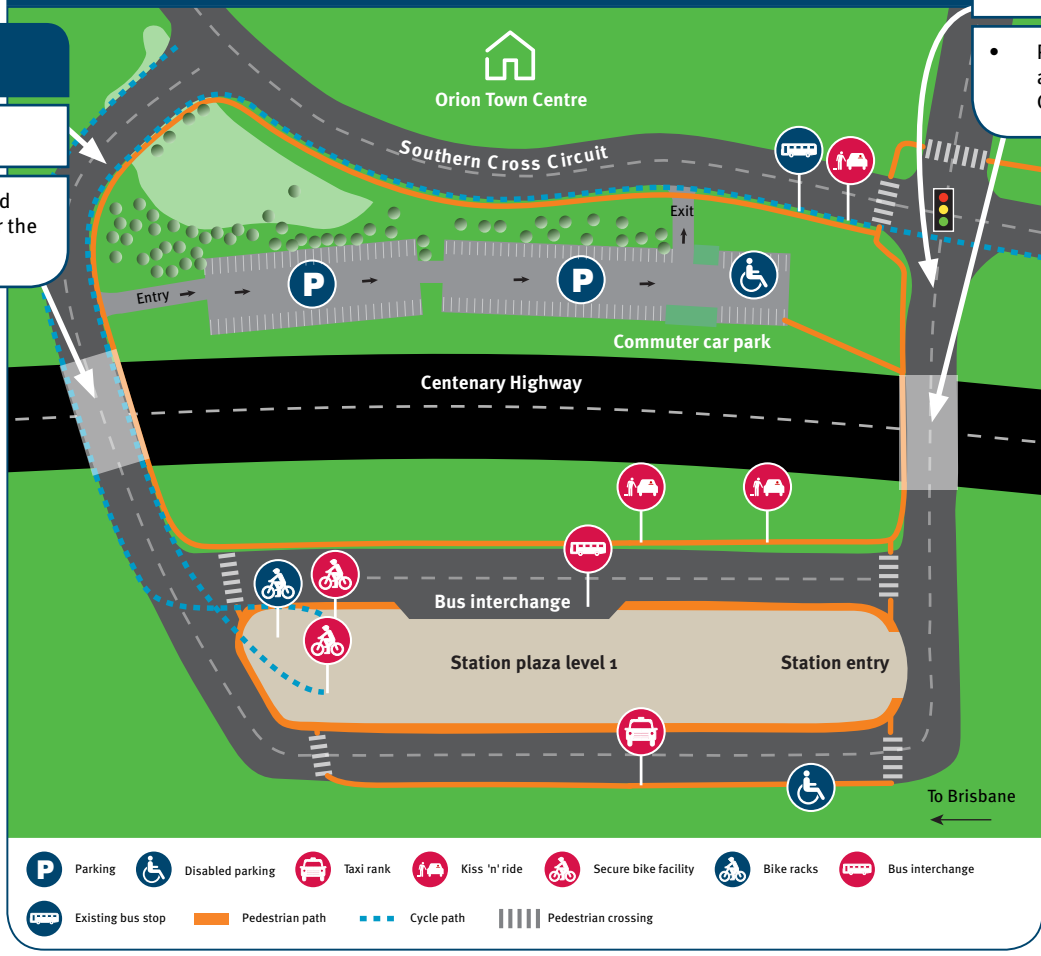 •
d
r the
Orion Town Centre
Southern Cross Circuit
Exit
P
P
Entry
Commuter car park
Centenary Highway
Bus interchange
Station plaza level 1
Station entry
To Brisbane
P Parking
Disabled parking
Taxi rank
Kiss 'n' ride
Secure bike facility
Bike racks
Bus interchange
Existing bus stop
Pedestrian path
Cycle path
Pedestrian crossing